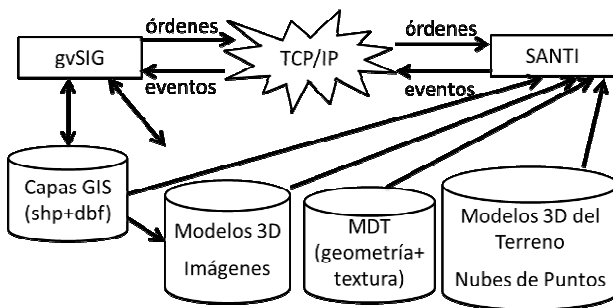 órdenes
órdenes
gvSIG
TCP/IP
SANTI
eventos
eventos
Capas GIS
(shp+dbf)
Modelos 3D
Imágenes
MDT
(geometría+
textura)
Modelos 3D del
Terreno
Nubes de Puntos